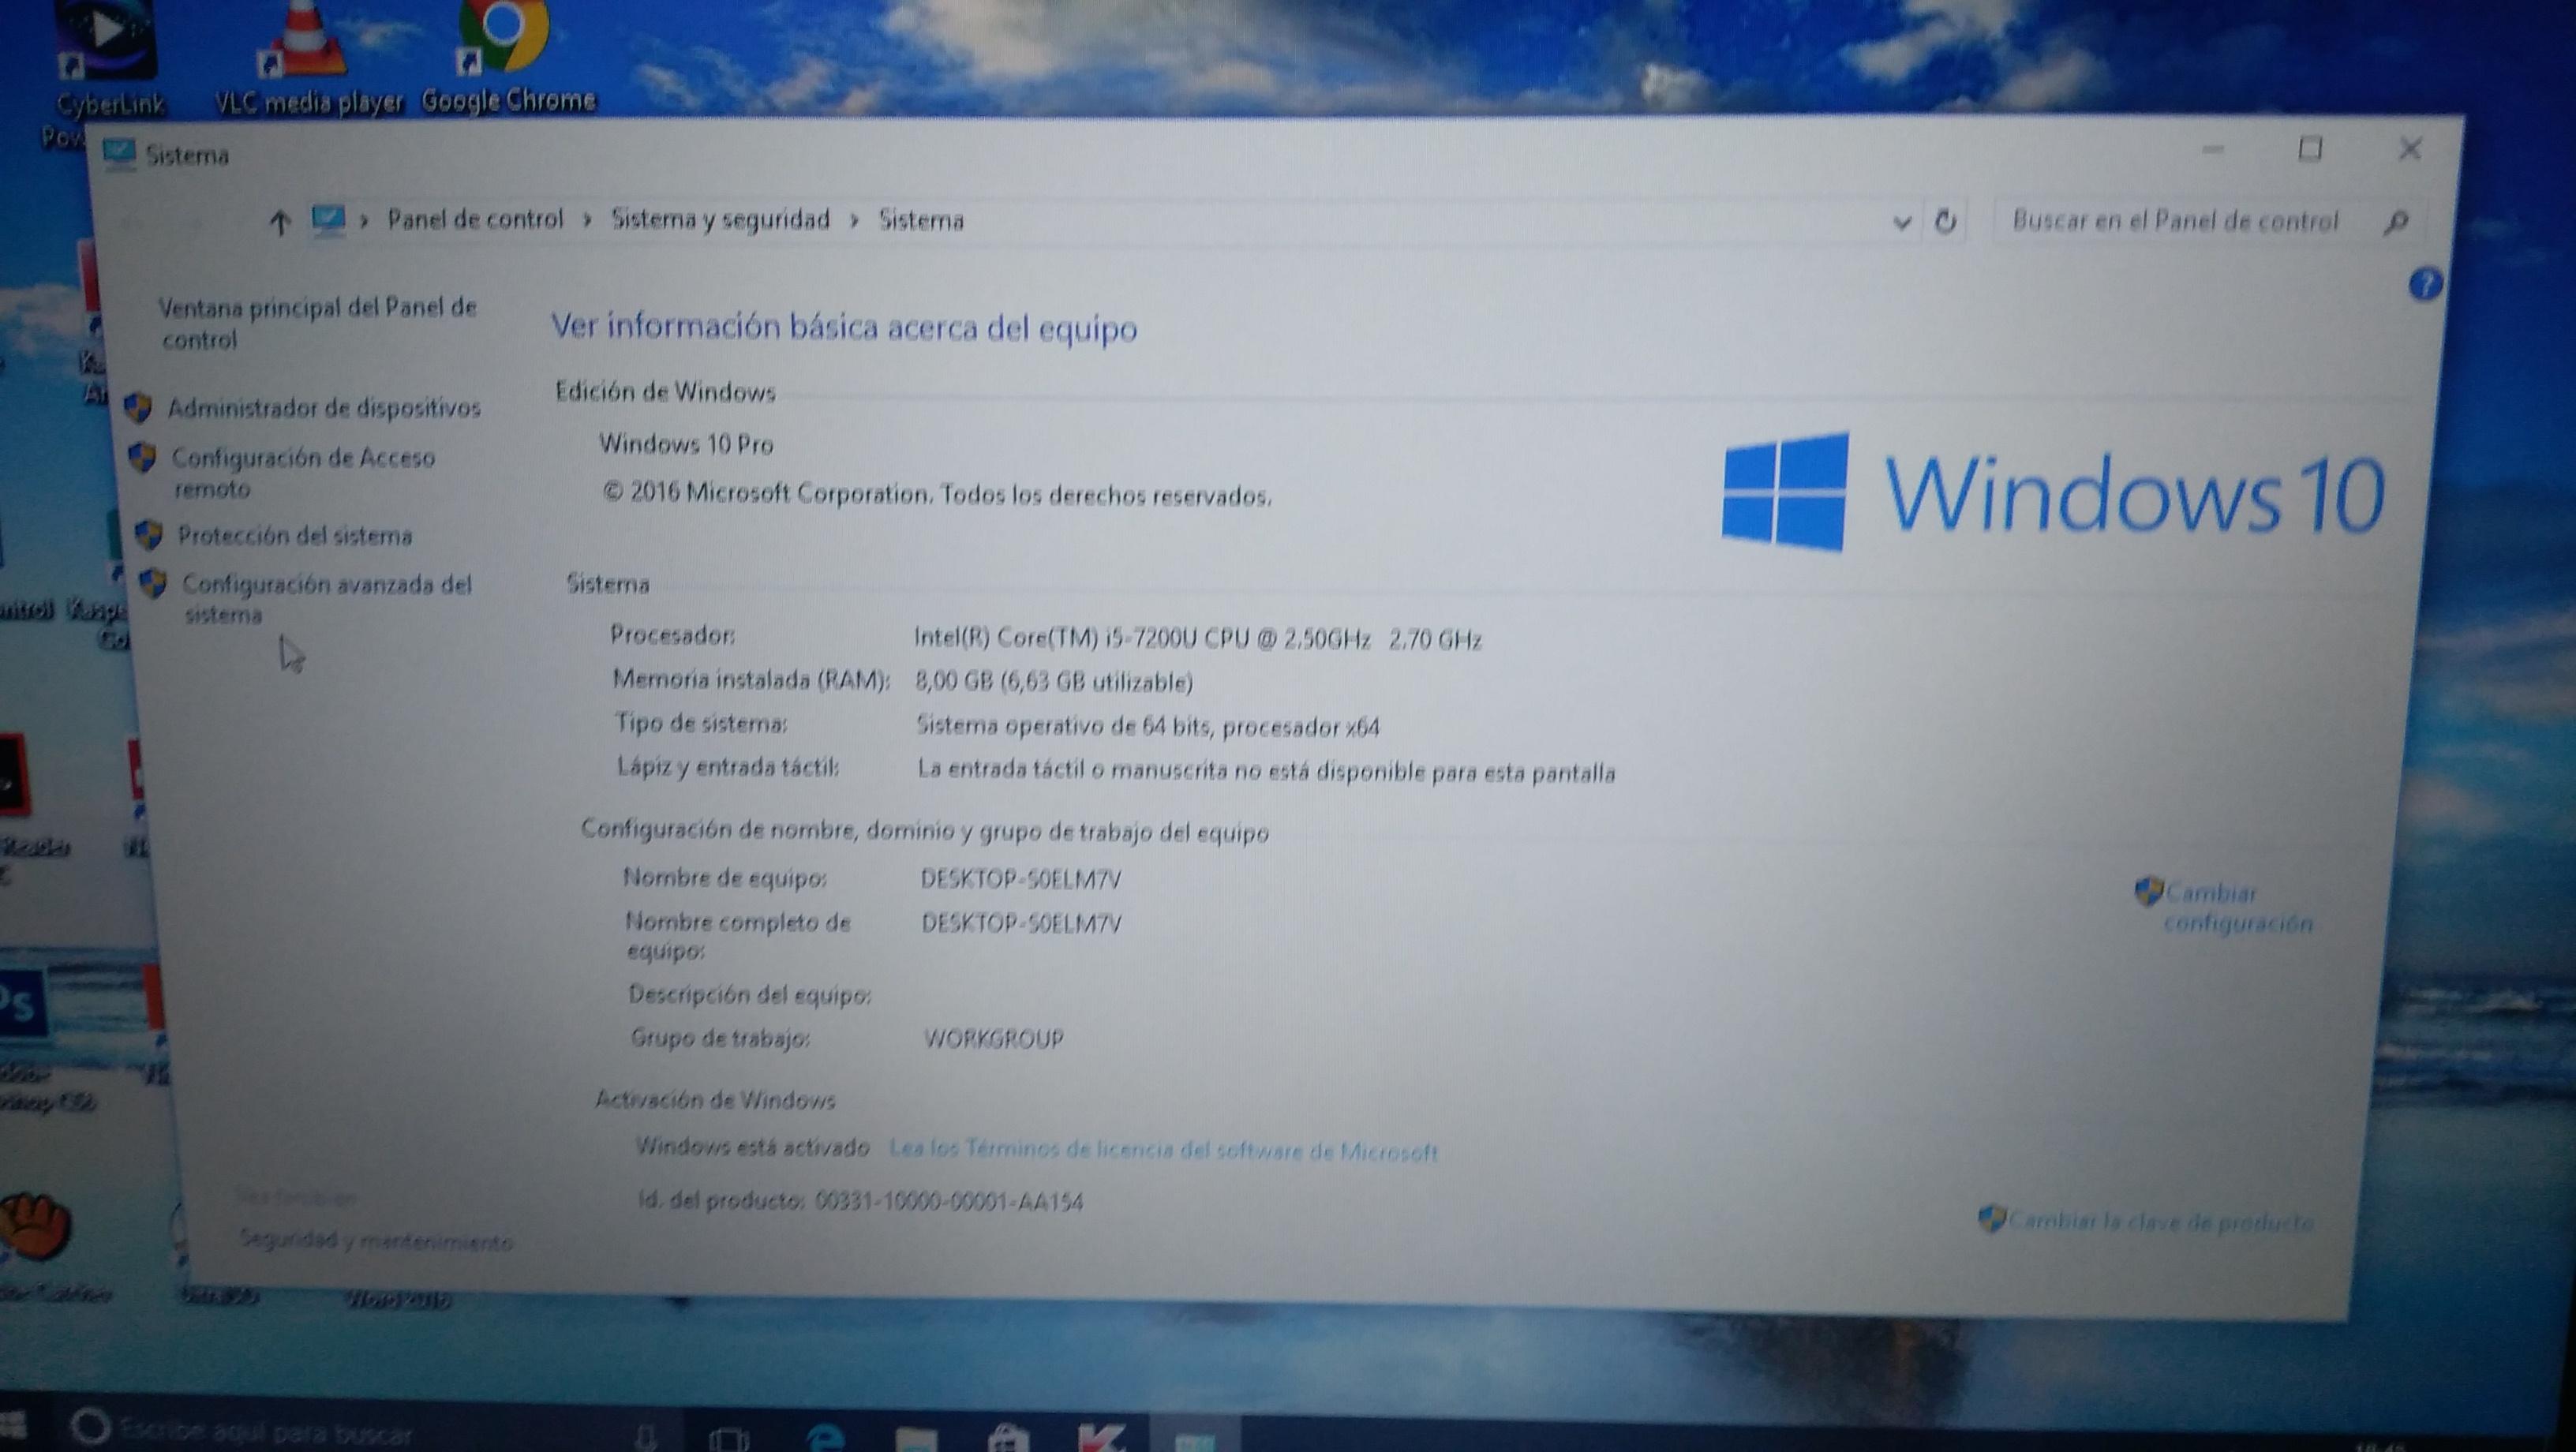 CyberLink
VLC media player
Google Chrome
Sistema
Panel de control › Sistema y seguridad › Sistema
Buscar en el Panel de control
?
Ventana principal del Panel de
control
Administrador de dispositivos
Configuración de Acceso
remoto
Protección del sistema
Configuración avanzada del
sistema
Ver información básica acerca del equipo
Edición de Windows
Windows 10 Pro
© 2016 Microsoft Corporation. Todos los derechos reservados.
Windows 10
Sistema
Procesador: Intel(R) Core(TM) i5-7200U CPU @ 2.50GHz 2.70 GHz
Memoria instalada (RAM): 8,00 GB (6,63 GB utilizable)
Tipo de sistema: Sistema operativo de 64 bits, procesador x64
Lápiz y entrada táctil: La entrada táctil o manuscrita no está disponible para esta pantalla
Configuración de nombre, dominio y grupo de trabajo del equipo
Nombre de equipo: DESKTOP-S0ELM7V
Nombre completo de
equipo: DESKTOP-S0ELM7V
Descripción del equipo:
Grupo de trabajo: WORKGROUP
Cambiar
configuración
Activación de Windows
Windows está activado Lea los Términos de licencia del software de Microsoft
Id. del producto: 00331-10000-00001-AA154
Cambiar la clave de producto
Vea también
Seguridad y mantenimiento
Escribe aquí para buscar